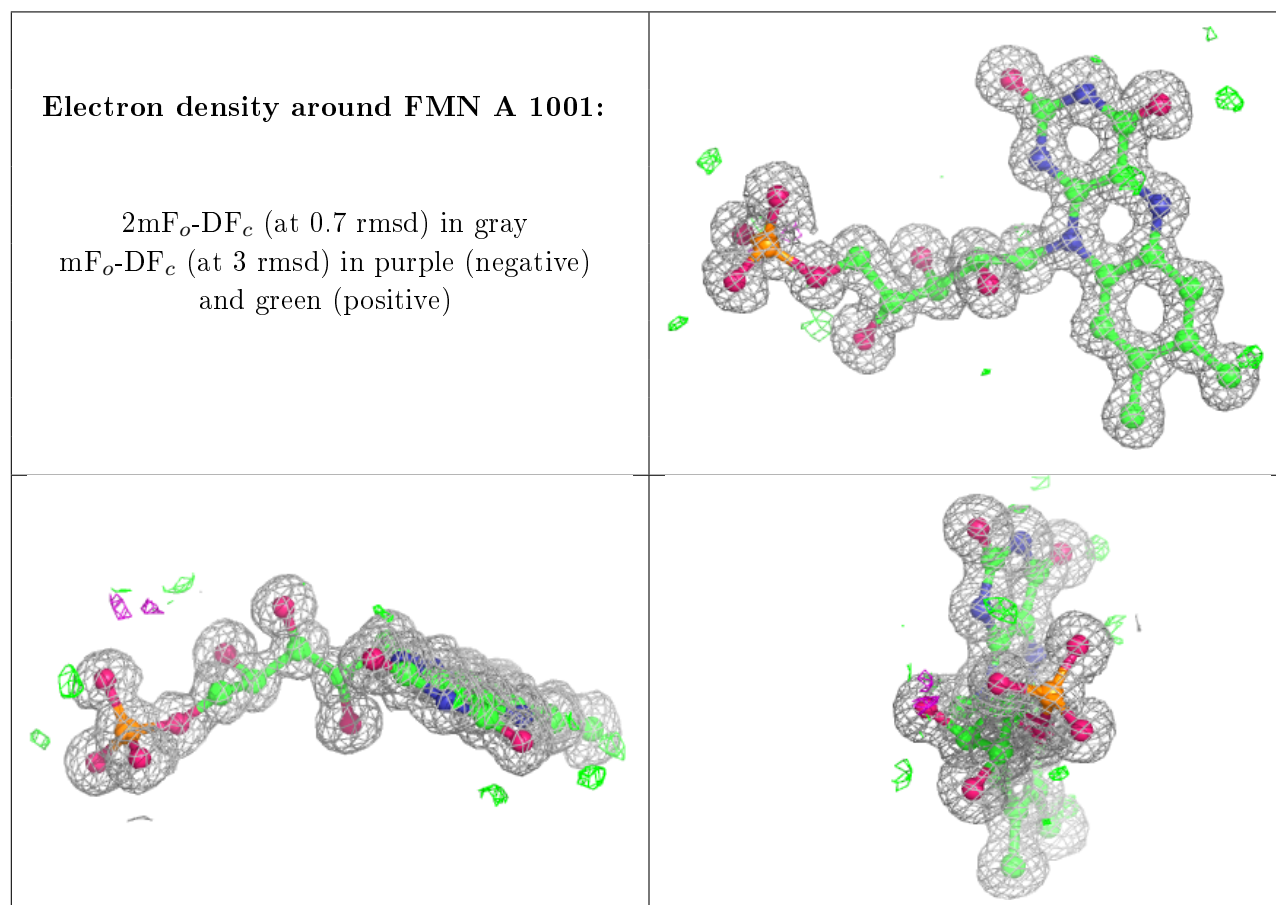 Electron density around FMN A 1001:
2mFo-DFc (at 0.7 rmsd) in gray
mFo-DFc (at 3 rmsd) in purple (negative)
and green (positive)